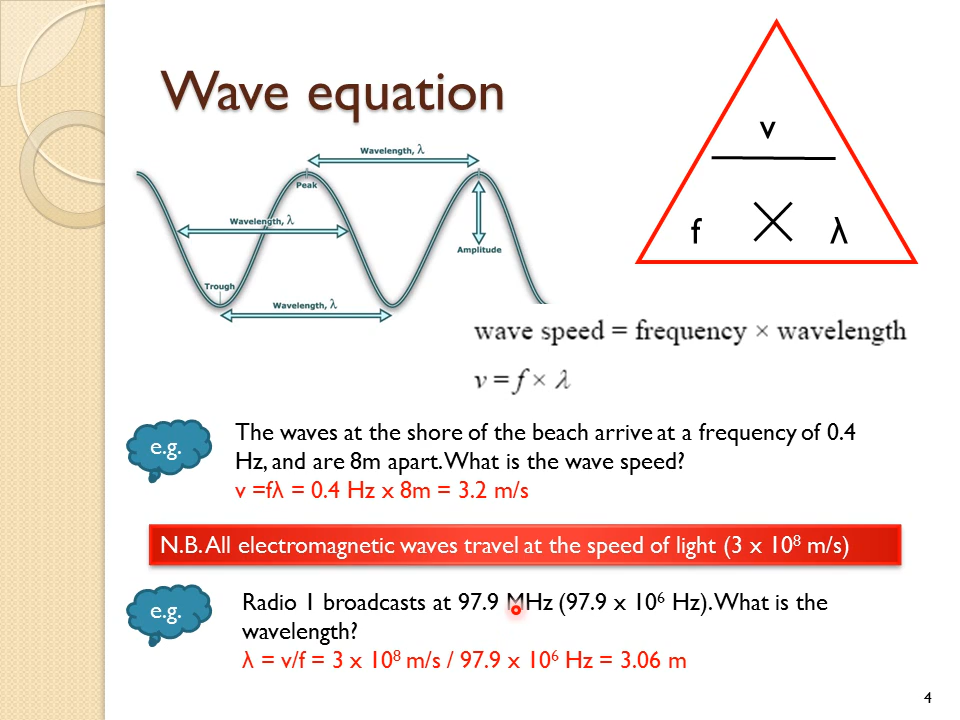 Wave equation
v
f × λ
Wavelength, λ
Peak
Wavelength, λ
Amplitude
Trough
Wavelength, λ
wave speed = frequency × wavelength
v = f × λ
e.g.
The waves at the shore of the beach arrive at a frequency of 0.4
Hz, and are 8m apart. What is the wave speed?
v =fλ = 0.4 Hz x 8m = 3.2 m/s
N.B. All electromagnetic waves travel at the speed of light (3 x 10⁸ m/s)
e.g.
Radio 1 broadcasts at 97.9 MHz (97.9 x 10⁶ Hz). What is the
wavelength?
λ = v/f = 3 x 10⁸ m/s / 97.9 x 10⁶ Hz = 3.06 m
4